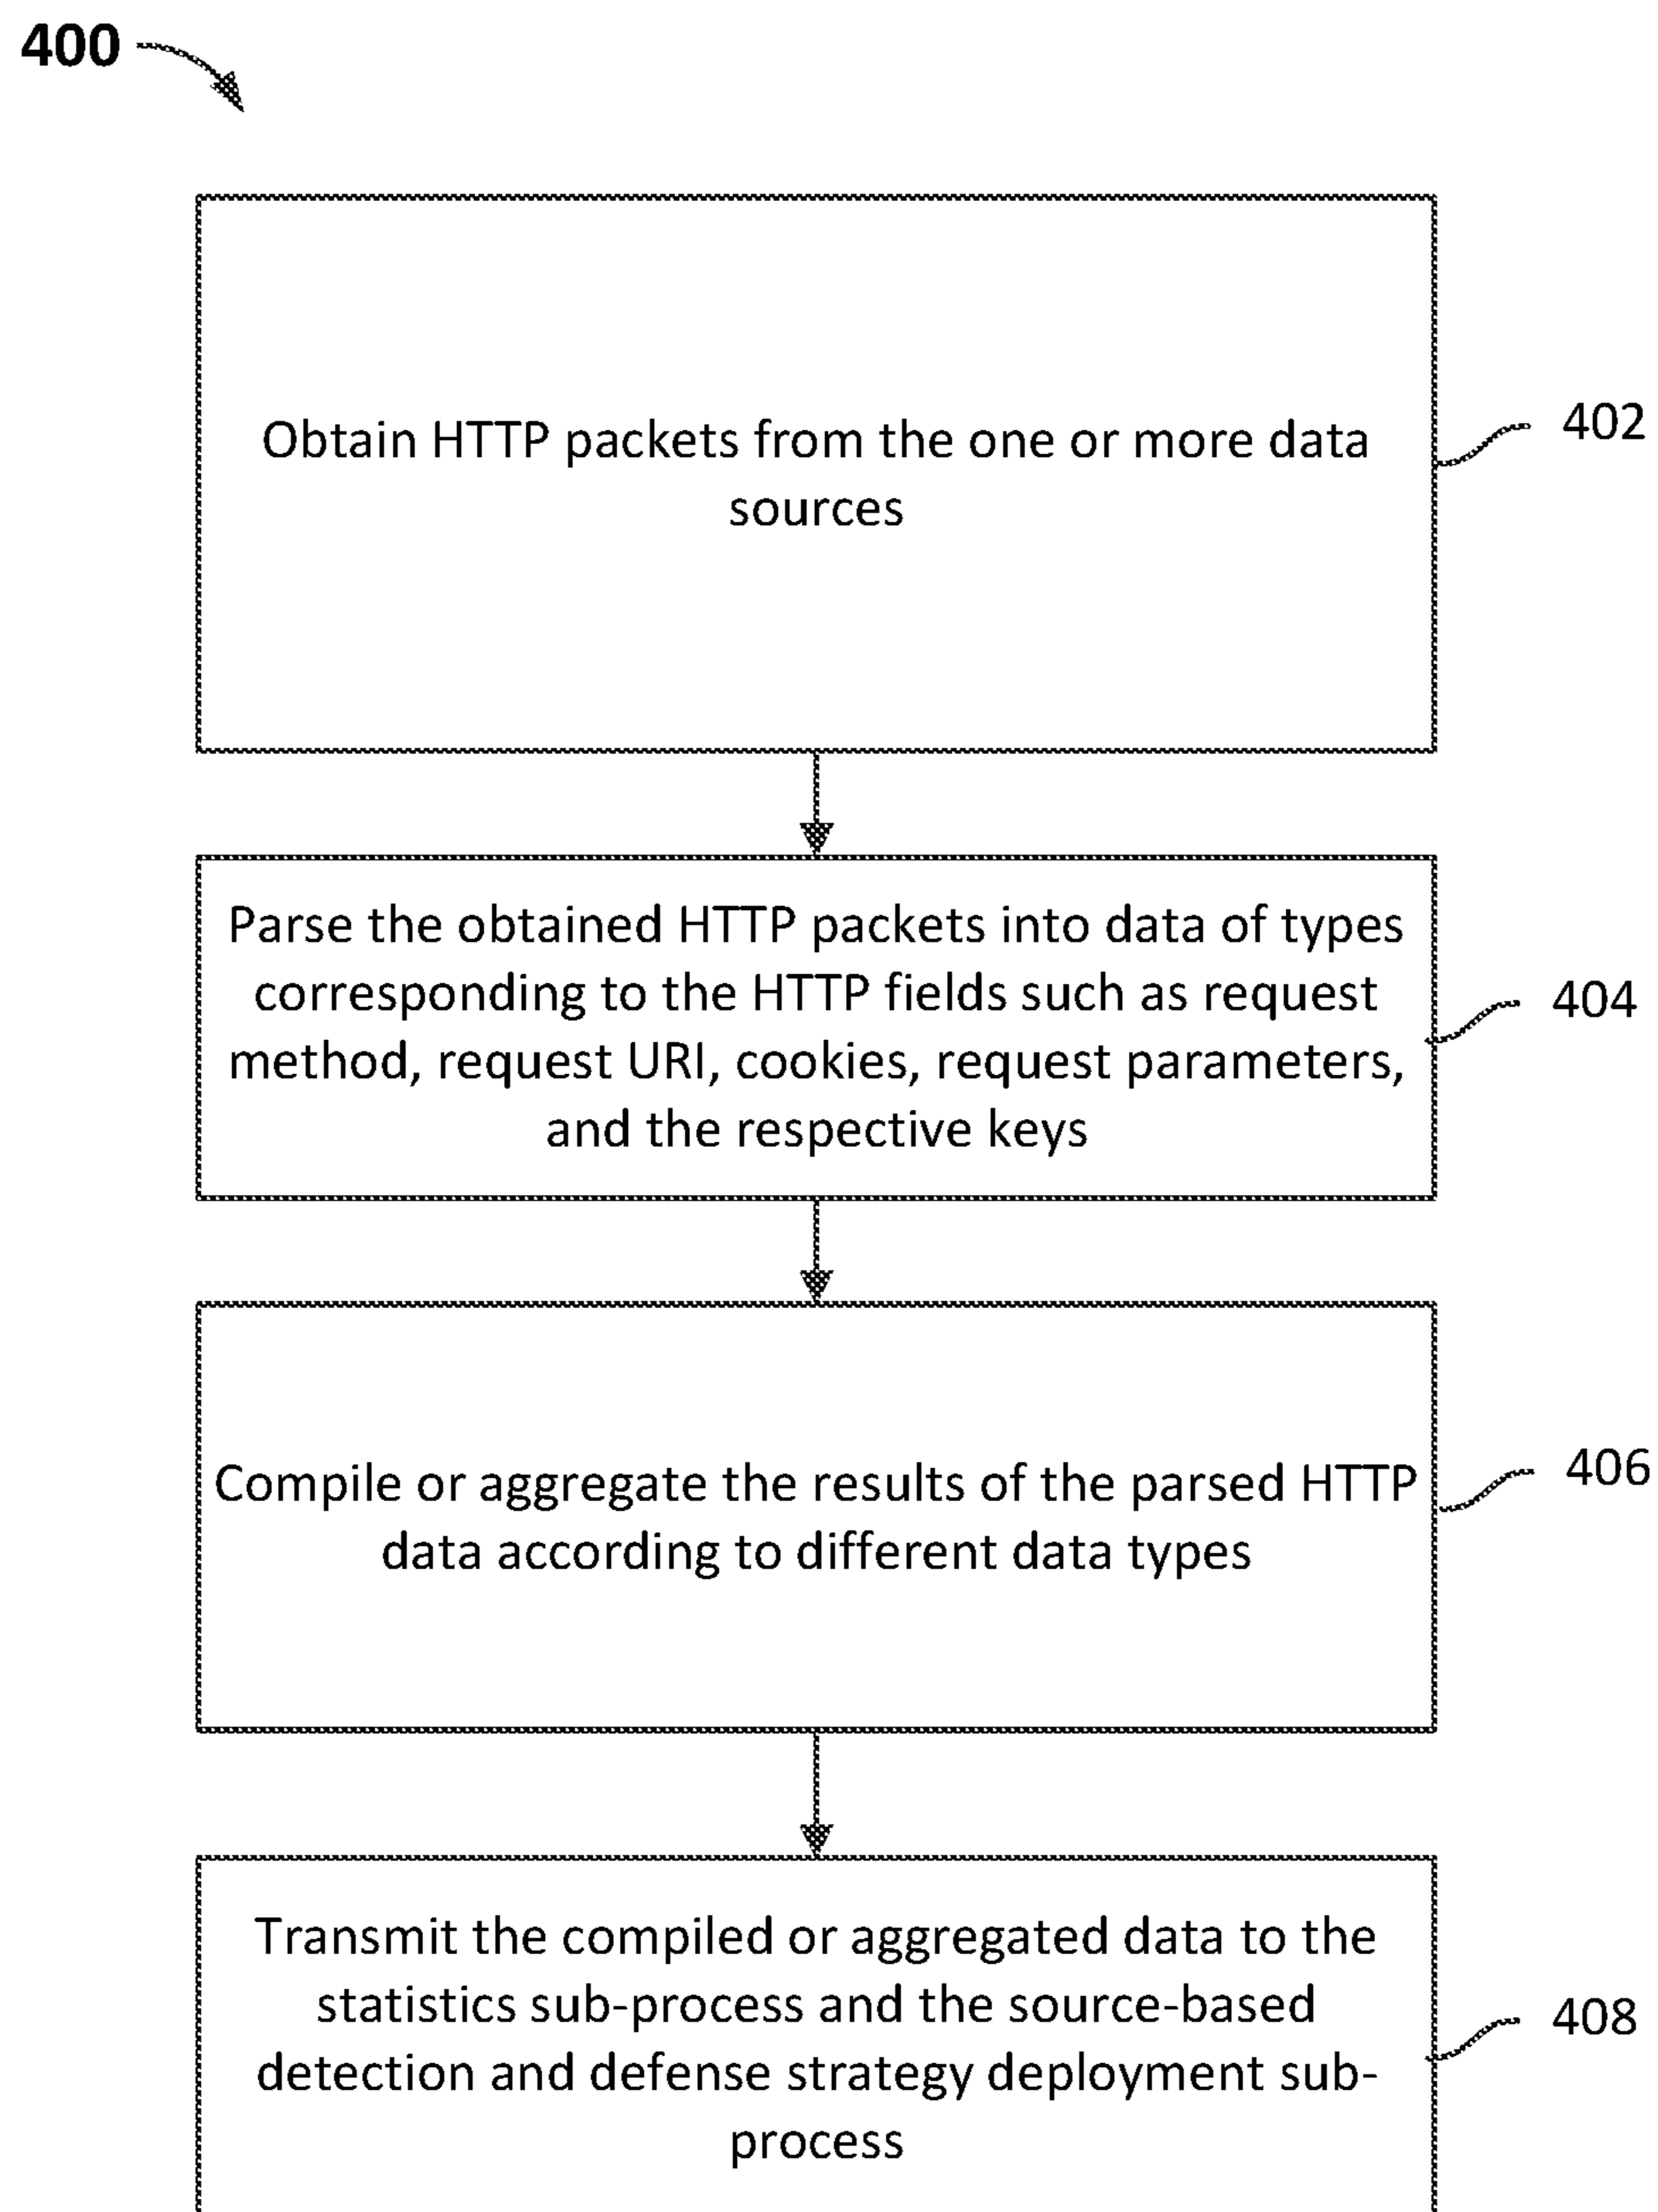 400
Obtain HTTP packets from the one or more data
sources
402
Parse the obtained HTTP packets into data of types
corresponding to the HTTP fields such as request
method, request URI, cookies, request parameters,
and the respective keys
404
Compile or aggregate the results of the parsed HTTP
data according to different data types
406
Transmit the compiled or aggregated data to the
statistics sub-process and the source-based
detection and defense strategy deployment sub-
process
408